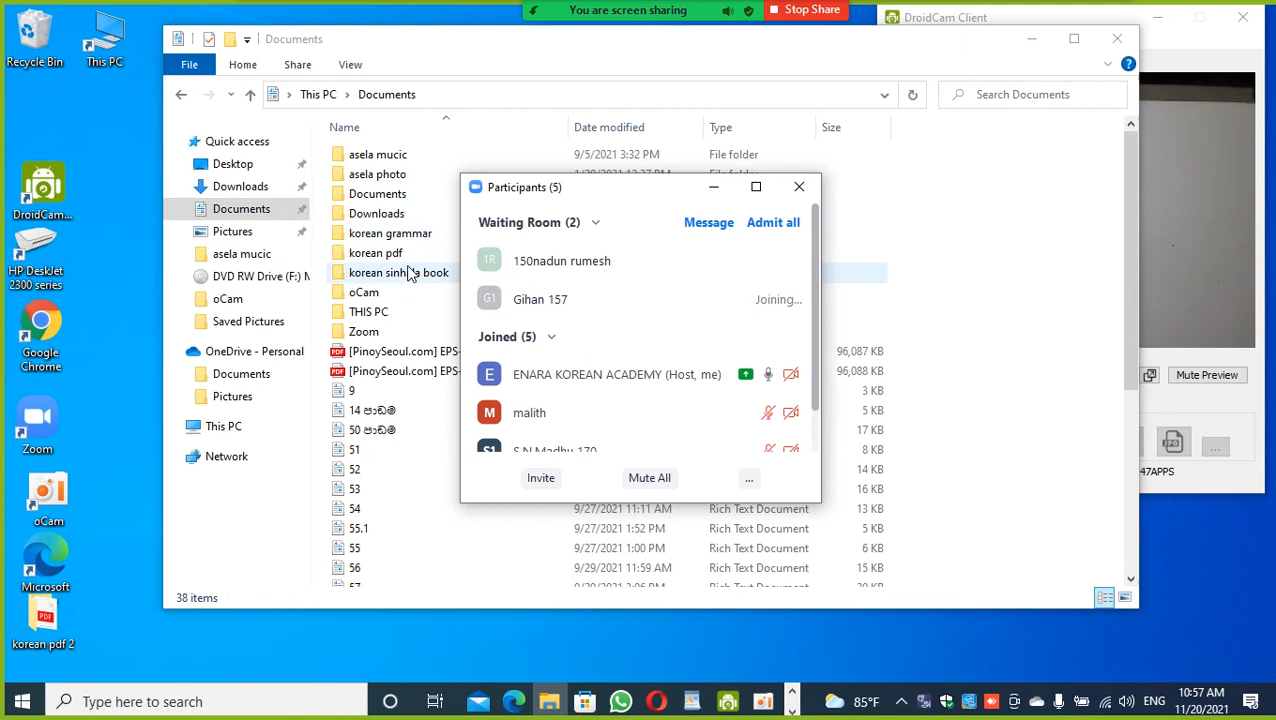 You are screen sharing
Stop Share
DroidCam Client
Recycle Bin
This PC
Documents
File Home Share View
This PC Documents
Search Documents
Name Date modified Type Size
Quick access
Desktop
Downloads
Documents
Pictures
asela mucic
DVD RW Drive (F:) M
oCam
Saved Pictures
OneDrive - Personal
Documents
Pictures
This PC
Network
asela mucic 9/5/2021 3:32 PM File folder
asela photo
Documents
Downloads
korean grammar
korean pdf
korean sinh a book
oCam
THIS PC
Zoom
[PinoySeoul.com] EPS- 96,087 KB
[PinoySeoul.com] EPS- 96,088 KB
9 3 KB
14 පාඩම 5 KB
50 පාඩම 17 KB
51 8 KB
52 14 KB
53 16 KB
54 9/27/2021 11:11 AM Rich Text Document 13 KB
55.1 9/27/2021 1:52 PM Rich Text Document 5 KB
55 9/27/2021 1:00 PM Rich Text Document 6 KB
56 9/29/2021 11:59 AM Rich Text Document 15 KB
38 items
Participants (5)
Waiting Room (2) Message Admit all
1R 150nadun rumesh
G1 Gihan 157 Joining...
Joined (5)
E ENARA KOREAN ACADEMY (Host, me)
M malith
S1 S N Madhu 170
Invite Mute All ...
Mute Preview
JPG ...
47APPS
DroidCam...
HP DeskJet
2300 series
Google
Chrome
Zoom
oCam
Microsoft
PDF
korean pdf 2
Type here to search
85°F
ENG
10:57 AM
11/20/2021